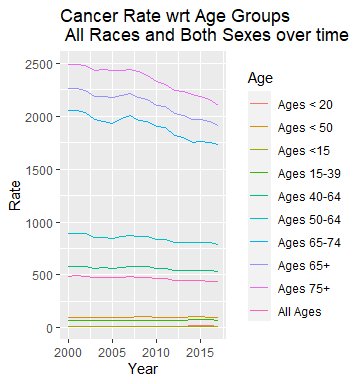 Cancer Rate wrt Age Groups
All Races and Both Sexes over time
2500
2000
1500
1000
500
0
Rate
2000
2005
2010
2015
Year
Age
Ages < 20
Ages < 50
Ages <15
Ages 15-39
Ages 40-64
Ages 50-64
Ages 65-74
Ages 65+
Ages 75+
All Ages